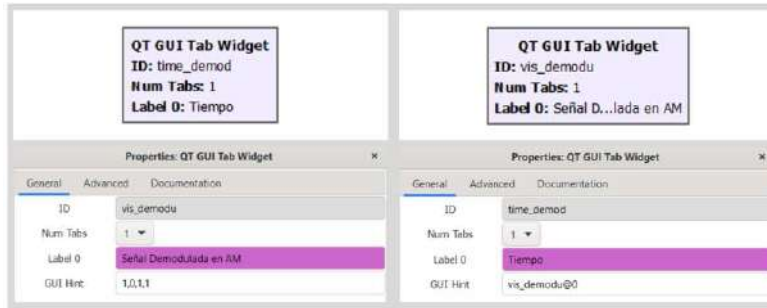 QT GUI Tab Widget
ID: time_demod
Num Tabs: 1
Label 0: Tiempo
QT GUI Tab Widget
ID: vis_demodu
Num Tabs: 1
Label 0: Señal D...lada en AM
Properties: QT GUI Tab Widget ×
General Advanced Documentation
ID vis_demodu
Num Tabs 1
Label 0 Señal Demodulada en AM
GUI Hint 1,0,1,1
Properties: QT GUI Tab Widget ×
General Advanced Documentation
ID time_demod
Num Tabs 1
Label 0 Tiempo
GUI Hint vis_demodu@0